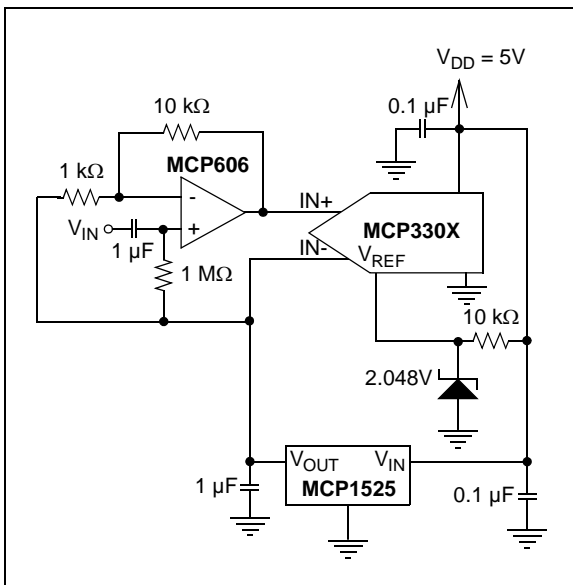 V_DD = 5V
0.1 µF
10 kΩ
MCP606
1 kΩ
-
+
V_IN
1 µF
1 MΩ
IN+
IN-
MCP330X
V_REF
10 kΩ
2.048V
V_OUT V_IN
MCP1525
1 µF
0.1 µF